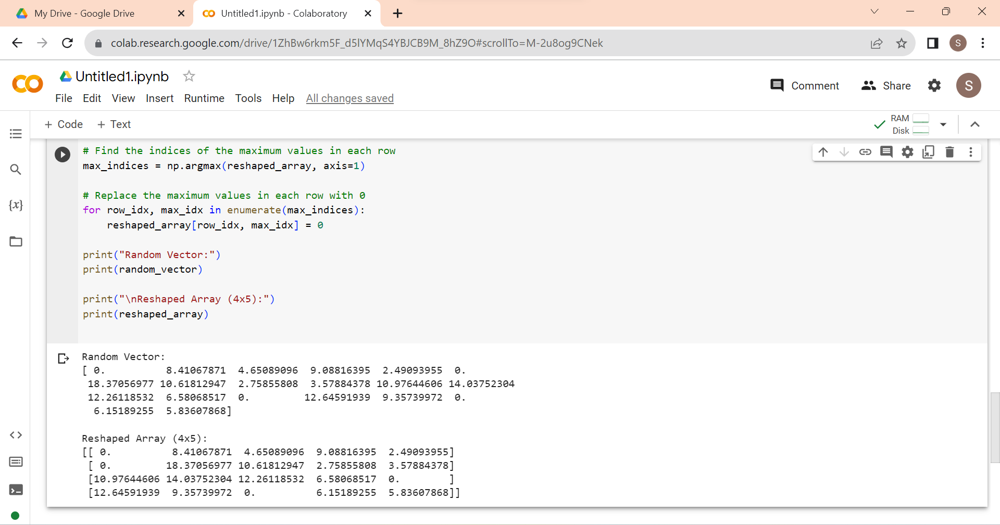 My Drive - Google Drive
Untitled1.ipynb - Colaboratory
colab.research.google.com/drive/1ZhBw6rkm5F_d5lYMqS4YBJCB9M_8hZ9O#scrollTo=M-2u8og9CNek
S
Untitled1.ipynb
File Edit View Insert Runtime Tools Help All changes saved
Comment Share S
+ Code + Text
RAM
Disk
# Find the indices of the maximum values in each row
max_indices = np.argmax(reshaped_array, axis=1)
# Replace the maximum values in each row with 0
for row_idx, max_idx in enumerate(max_indices):
    reshaped_array[row_idx, max_idx] = 0
print("Random Vector:")
print(random_vector)
print("\nReshaped Array (4x5):")
print(reshaped_array)
{x}
Random Vector:
[ 0.          8.41067871  4.65089096  9.08816395  2.49093955  0.
 18.37056977 10.61812947  2.75855808  3.57884378 10.97644606 14.03752304
 12.26118532  6.58068517  0.         12.64591939  9.35739972  0.
  6.15189255  5.83607868]
Reshaped Array (4x5):
[[ 0.          8.41067871  4.65089096  9.08816395  2.49093955]
 [ 0.         18.37056977 10.61812947  2.75855808  3.57884378]
 [10.97644606 14.03752304 12.26118532  6.58068517  0.        ]
 [12.64591939  9.35739972  0.          6.15189255  5.83607868]]